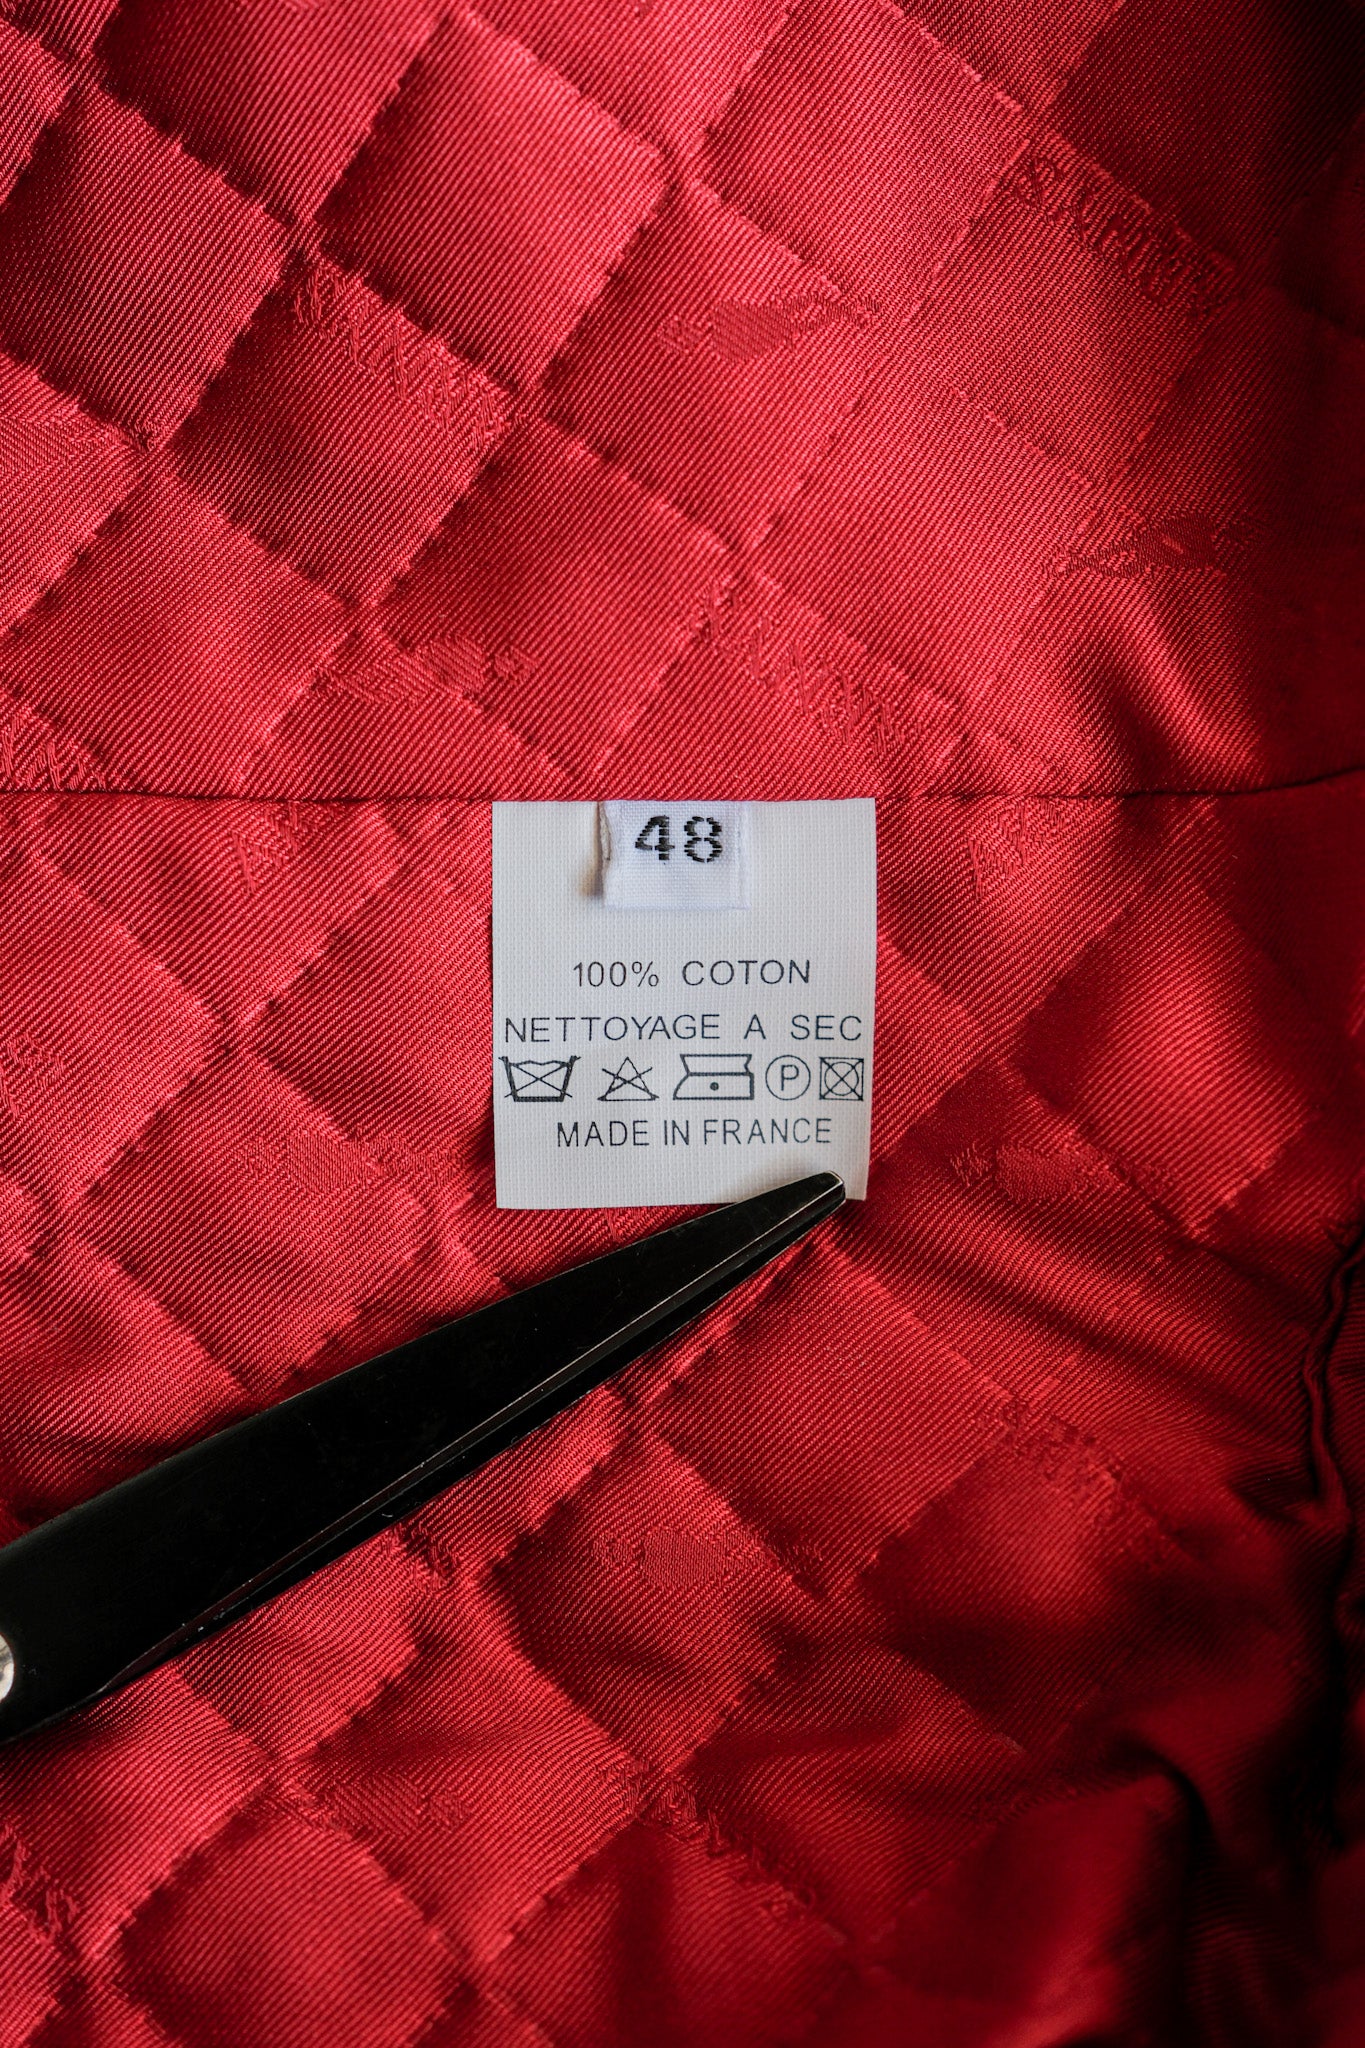 48
100% COTON
NETTOYAGE A SEC
P
MADE IN FRANCE